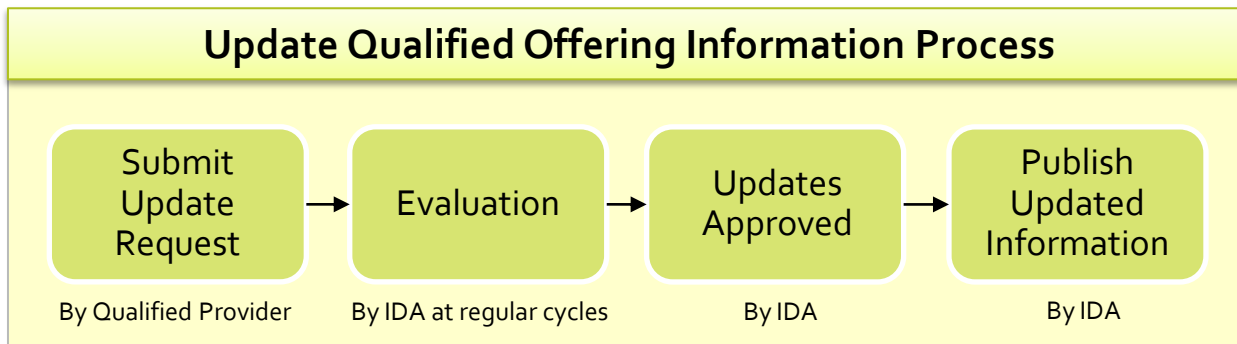 Update Qualified Offering Information Process
Submit
Update
Request
Evaluation
Updates
Approved
Publish
Updated
Information
By Qualified Provider
By IDA at regular cycles
By IDA
By IDA